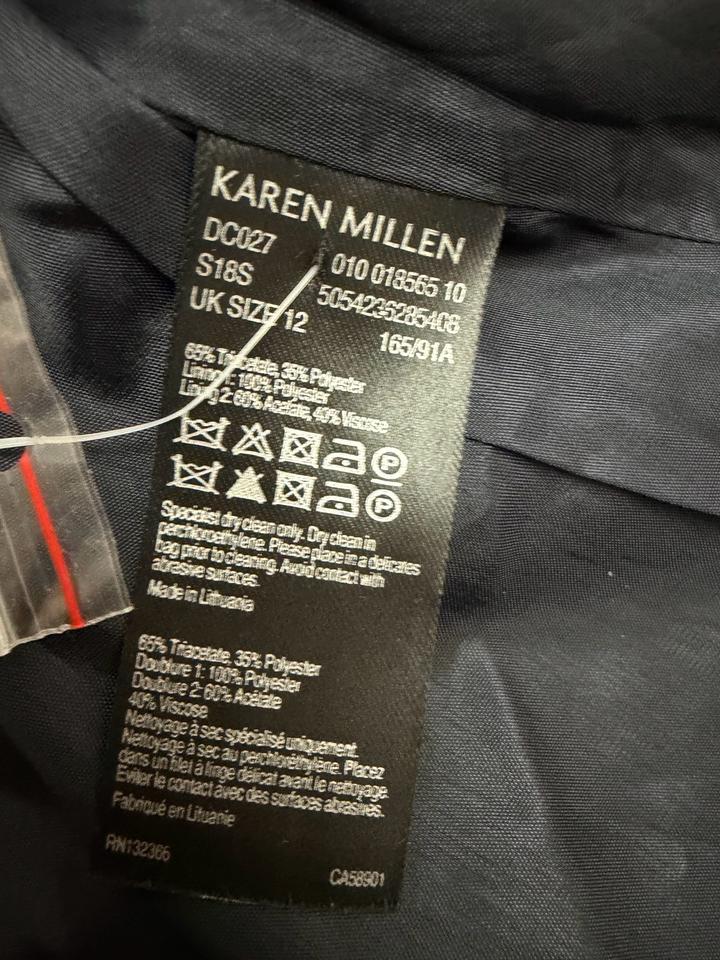 KAREN MILLEN
DC027 010 018565 10
S18S 5054236285408
UK SIZE 12 165/91A
65% Triacetate, 35% Polyester
Lining 1: 100% Polyester
Lining 2: 60% Acetate, 40% Viscose
P
P
Specialist dry clean only. Dry clean in
perchloroethylene. Please place in a delicates
bag prior to cleaning. Avoid contact with
abrasive surfaces.
Made in Lithuania
65% Triacetate, 35% Polyester
Doublure 1: 100% Polyester
Doublure 2: 60% Acétate
40% Viscose
Nettoyage à sac spécialisé uniquement.
Nettoyage à sec au perchloréthylène. Placez
dans un filet à linge délicat avant le nettoyage.
Eviter le contact avec des surfaces abrasives.
Fabriqué en Lituanie
RN132366 CA58901